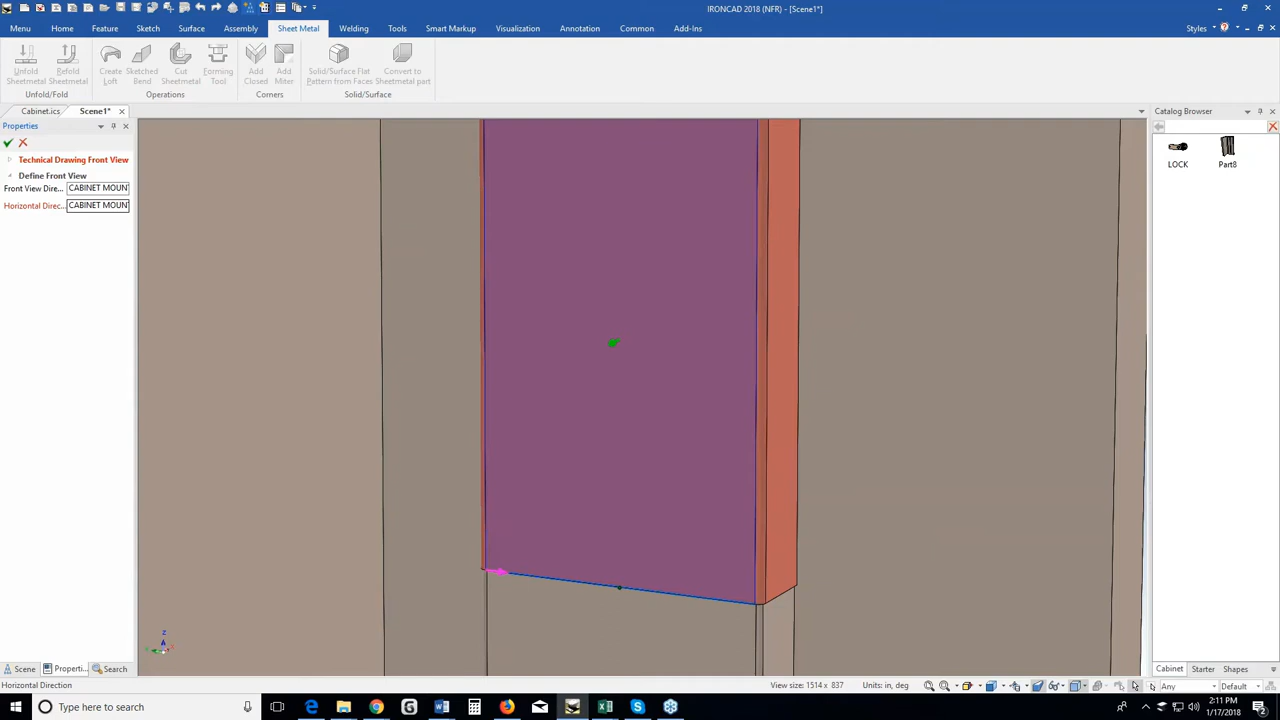 IRONCAD 2018 (NFR) - [Scene1*]
Menu Home Feature Sketch Surface Assembly Sheet Metal Welding Tools Smart Markup Visualization Annotation Common Add-Ins Styles
Unfold Sheetmetal
Refold Sheetmetal
Create Loft
Sketched Bend
Cut Sheetmetal
Forming Tool
Add Closed
Add Miter
Solid/Surface Flat Pattern from Faces
Convert to Sheetmetal part
Unfold/Fold Operations Corners Solid/Surface
Cabinet.ics Scene1* Catalog Browser
Properties
Technical Drawing Front View
Define Front View
Front View Dire... CABINET MOUN
Horizontal Direc... CABINET MOUN
LOCK Part8
Z
Scene Properti... Search Cabinet Starter Shapes
Horizontal Direction View size: 1514 x 837 Units: in, deg Any Default
Type here to search
2:11 PM
1/17/2018